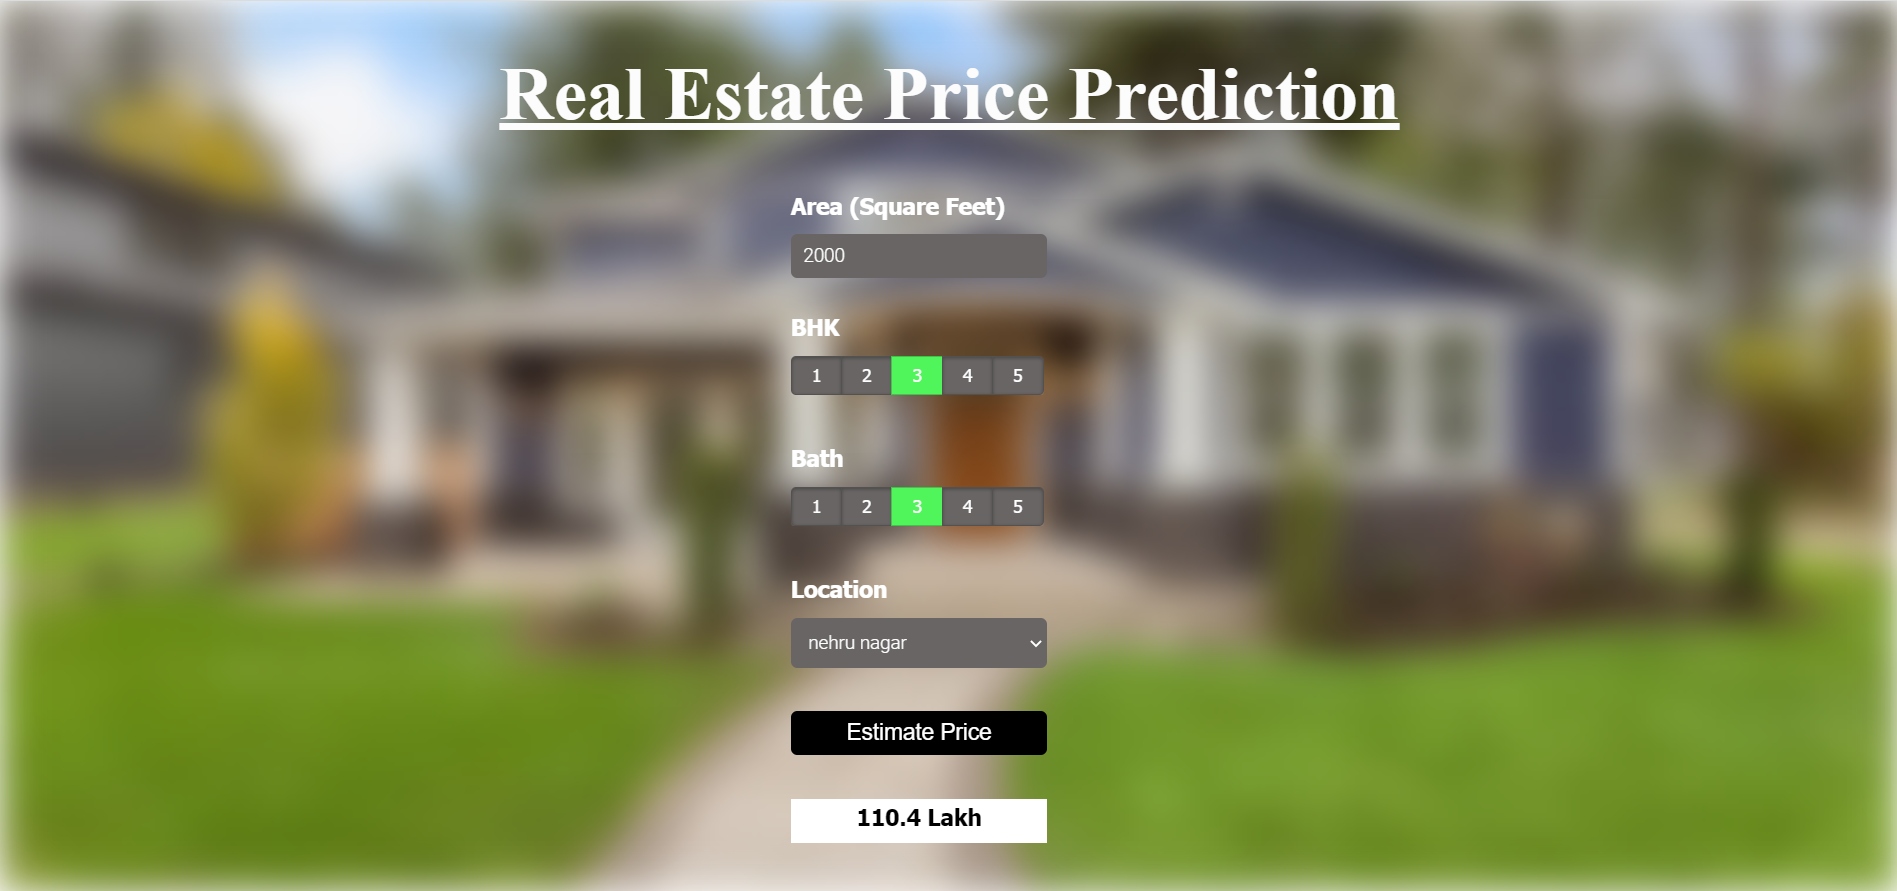 Real Estate Price Prediction
Area (Square Feet)
2000
BHK
1 2 3 4 5
Bath
1 2 3 4 5
Location
nehru nagar
Estimate Price
110.4 Lakh